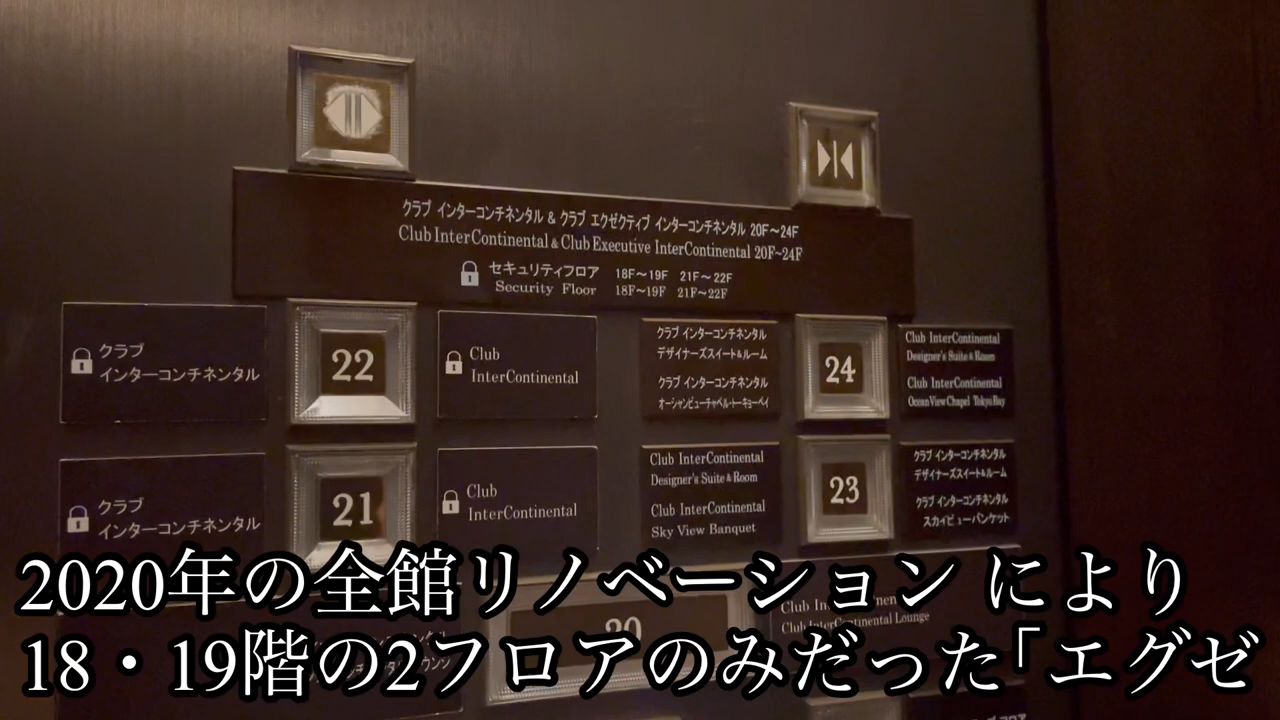 クラブ インターコンチネンタル & クラブ エグゼクティブ インターコンチネンタル 20F～24F
Club InterContinental & Club Executive InterContinental 20F~24F
セキュリティフロア 18F～19F 21F～22F
Security Floor 18F～19F 21F～22F
クラブ
インターコンチネンタル
22
Club
InterContinental
クラブ インターコンチネンタル
デザイナーズスイート&ルーム
クラブ インターコンチネンタル
オーシャンビューチャペル・トーキョーベイ
24
Club InterContinental
Designer's Suite & Room
Club InterContinental
Ocean View Chapel Tokyo Bay
クラブ
インターコンチネンタル
21
Club
InterContinental
Club InterContinental
Designer's Suite & Room
Club InterContinental
Sky View Banquet
23
クラブ インターコンチネンタル
デザイナーズスイート&ルーム
クラブ インターコンチネンタル
スカイビューバンケット
20
Club InterContinental Lounge
2020年の全館リノベーション により
18・19階の2フロアのみだった「エグゼ